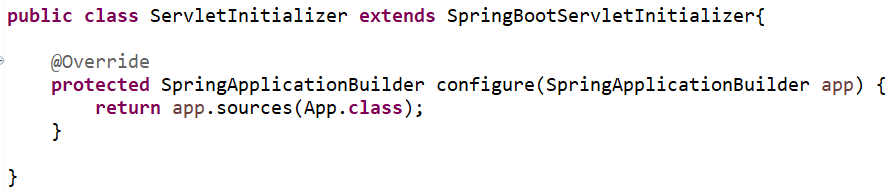 public class ServletInitializer extends SpringBootServletInitializer{
@Override
protected SpringApplicationBuilder configure(SpringApplicationBuilder app) {
return app.sources(App.class);
}
}